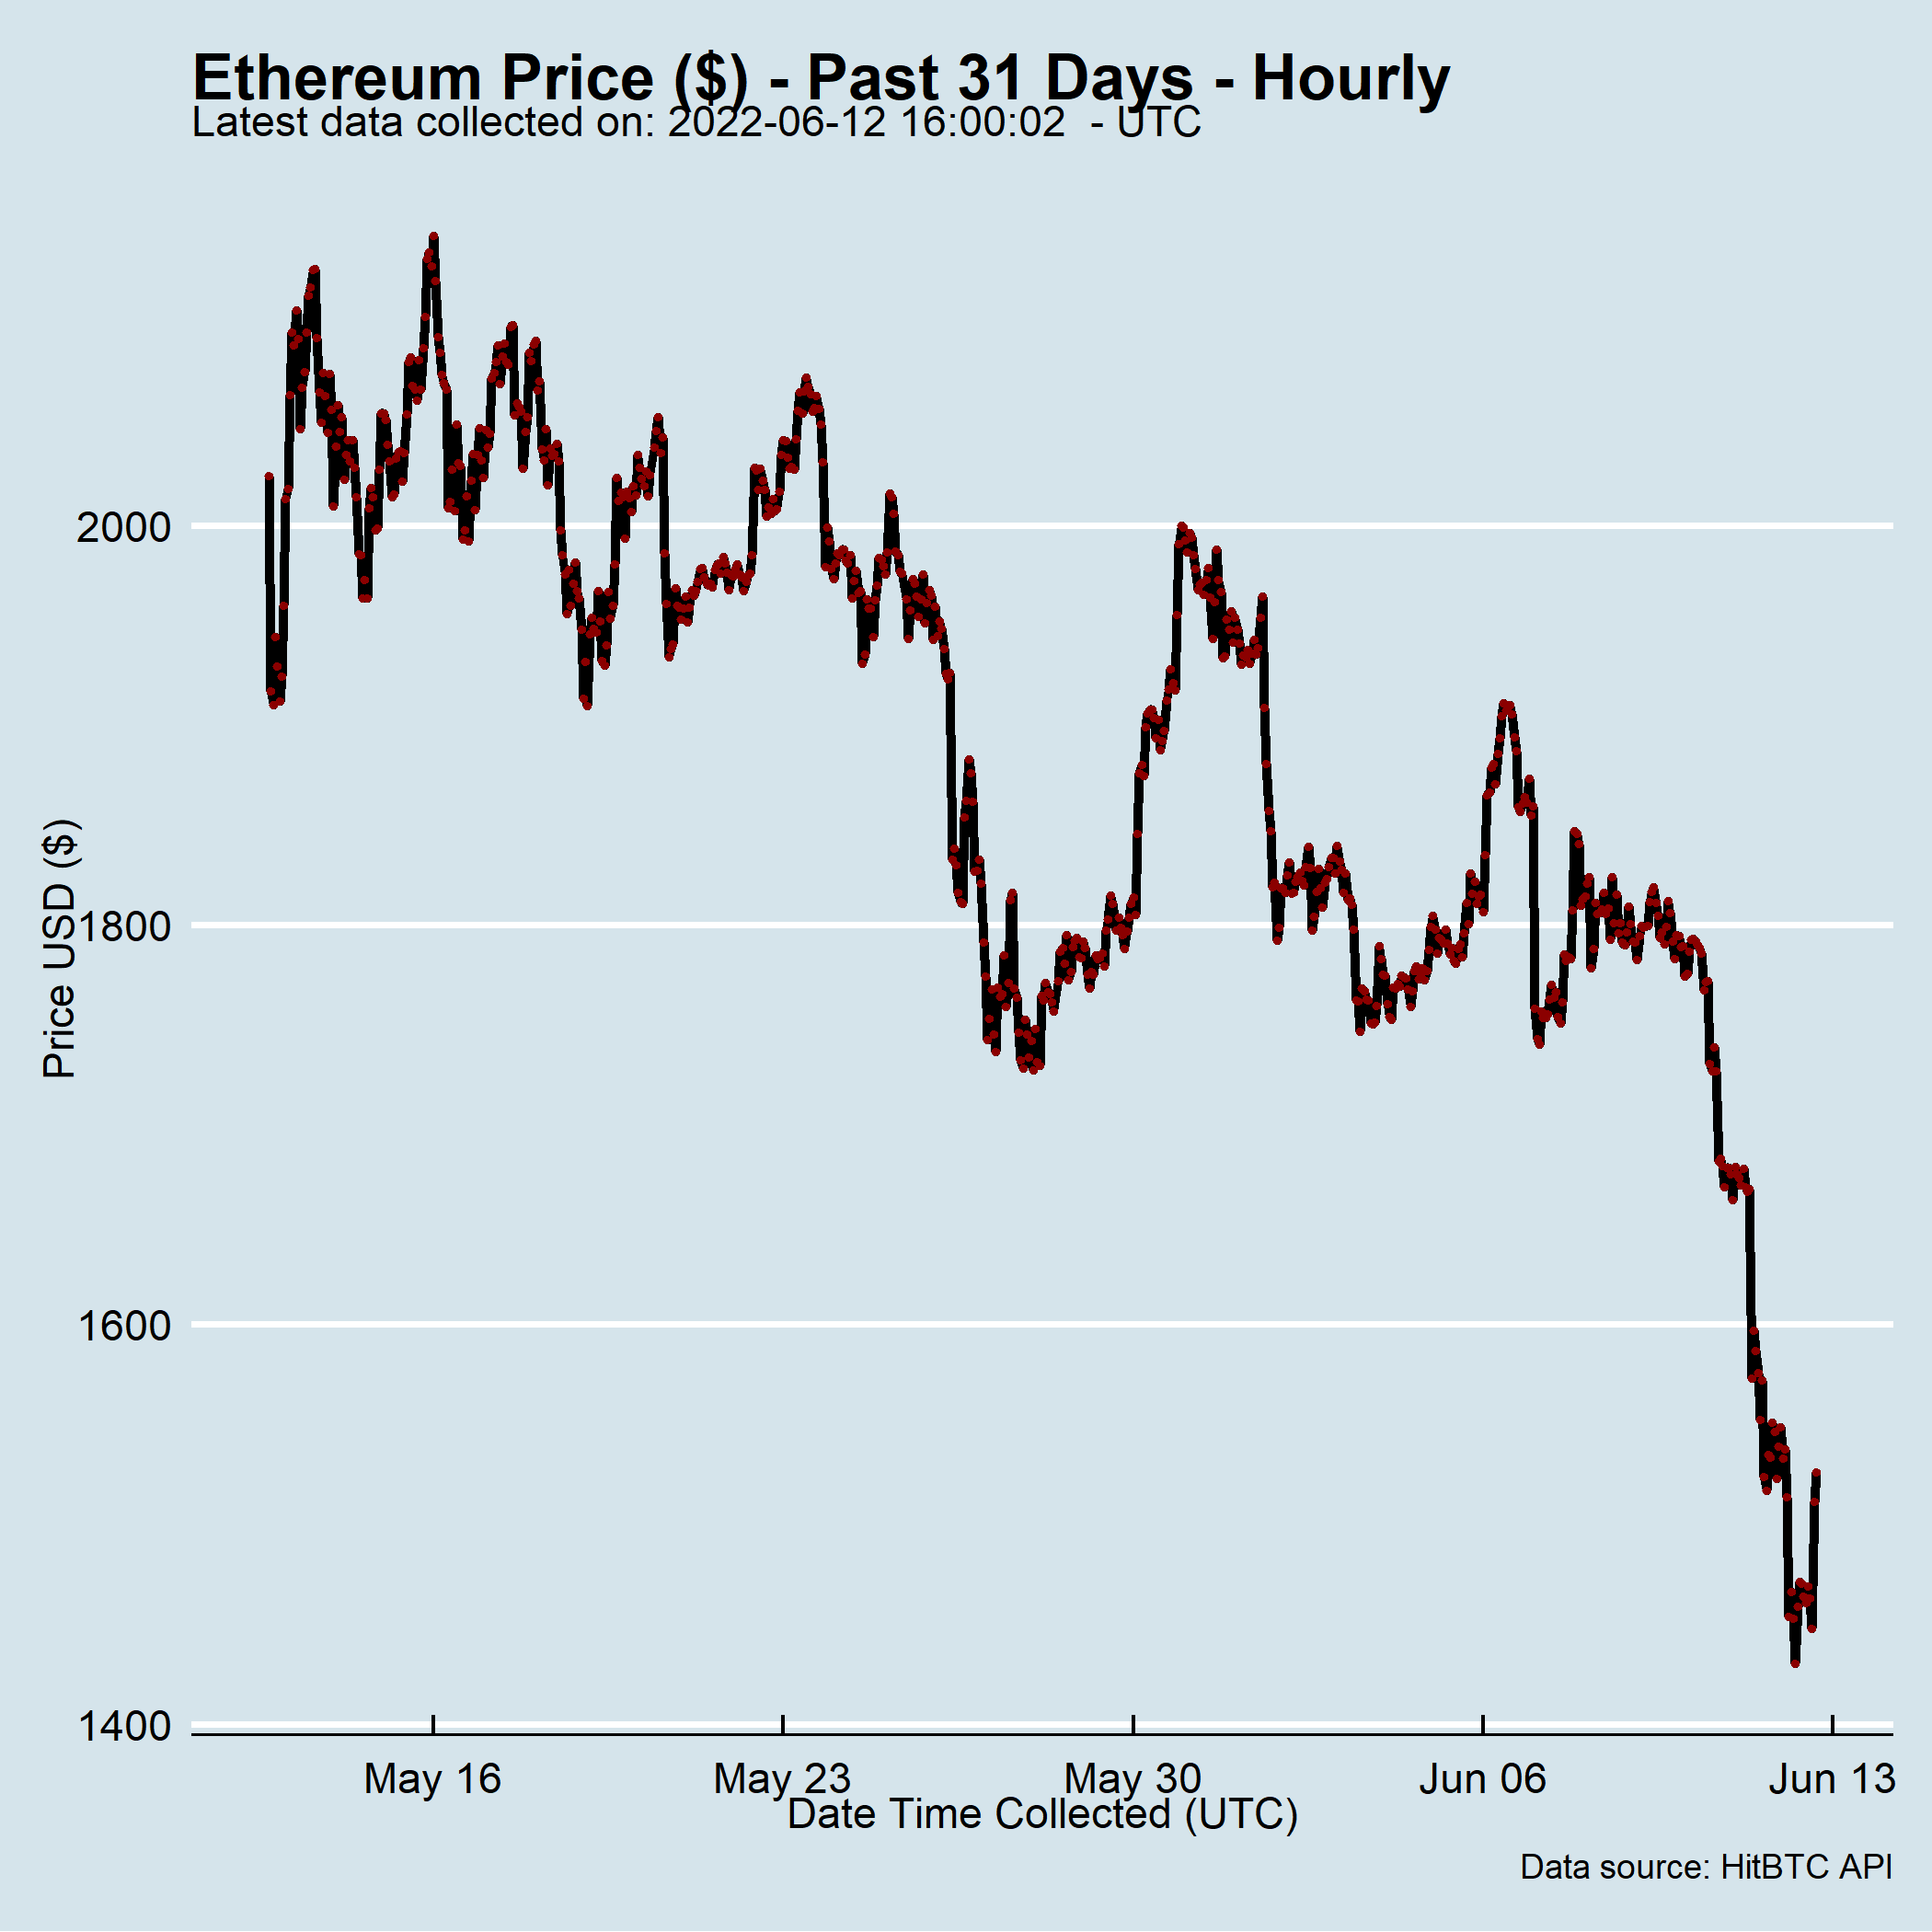 Ethereum Price ($) - Past 31 Days - Hourly
Latest data collected on: 2022-06-12 16:00:02  - UTC
Price USD ($)
2000
1800
1600
1400
May 16
May 23
May 30
Jun 06
Jun 13
Date Time Collected (UTC)
Data source: HitBTC API